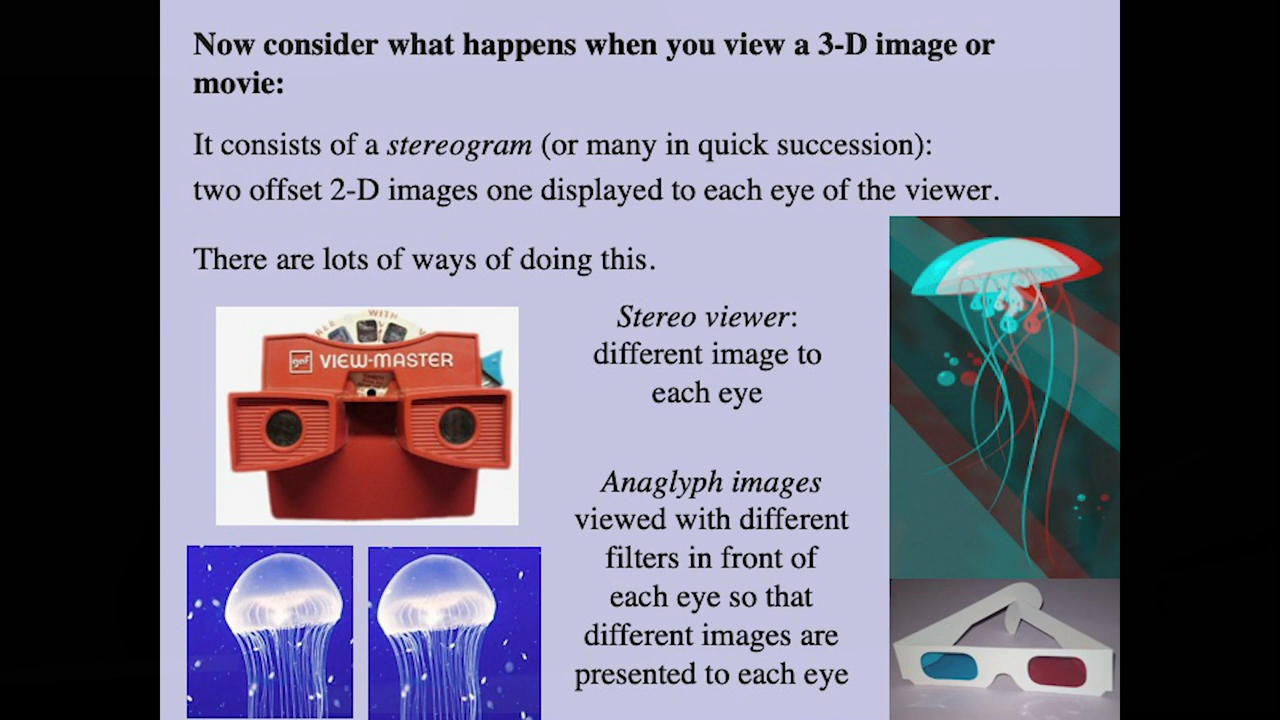 Now consider what happens when you view a 3-D image or
movie:
It consists of a stereogram (or many in quick succession):
two offset 2-D images one displayed to each eye of the viewer.
There are lots of ways of doing this.
WITH
gaf VIEW-MASTER
Stereo viewer:
different image to
each eye
Anaglyph images
viewed with different
filters in front of
each eye so that
different images are
presented to each eye